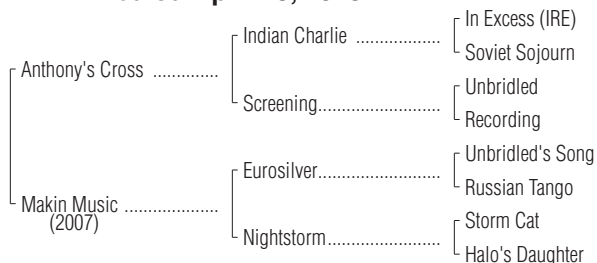 In Excess (IRE)
Indian Charlie ..................
Soviet Sojourn
Anthony's Cross ..............
Unbridled
Screening..........................
Recording
Unbridled's Song
Eurosilver..........................
Russian Tango
Makin Music ....................
(2007)
Storm Cat
Nightstorm........................
Halo's Daughter